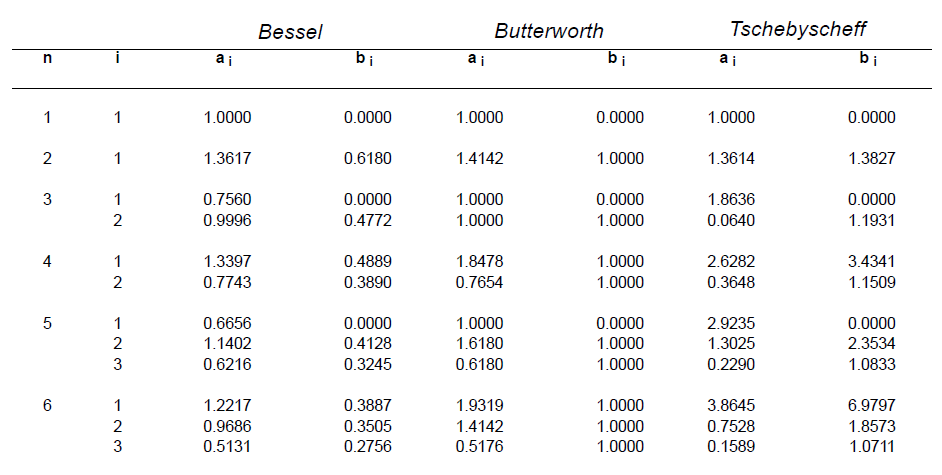 Bessel Butterworth Tschebyscheff
n i a i b i a i b i a i b i
1 1 1.0000 0.0000 1.0000 0.0000 1.0000 0.0000
2 1 1.3617 0.6180 1.4142 1.0000 1.3614 1.3827
3 1 0.7560 0.0000 1.0000 0.0000 1.8636 0.0000
2 0.9996 0.4772 1.0000 1.0000 0.0640 1.1931
4 1 1.3397 0.4889 1.8478 1.0000 2.6282 3.4341
2 0.7743 0.3890 0.7654 1.0000 0.3648 1.1509
5 1 0.6656 0.0000 1.0000 0.0000 2.9235 0.0000
2 1.1402 0.4128 1.6180 1.0000 1.3025 2.3534
3 0.6216 0.3245 0.6180 1.0000 0.2290 1.0833
6 1 1.2217 0.3887 1.9319 1.0000 3.8645 6.9797
2 0.9686 0.3505 1.4142 1.0000 0.7528 1.8573
3 0.5131 0.2756 0.5176 1.0000 0.1589 1.0711